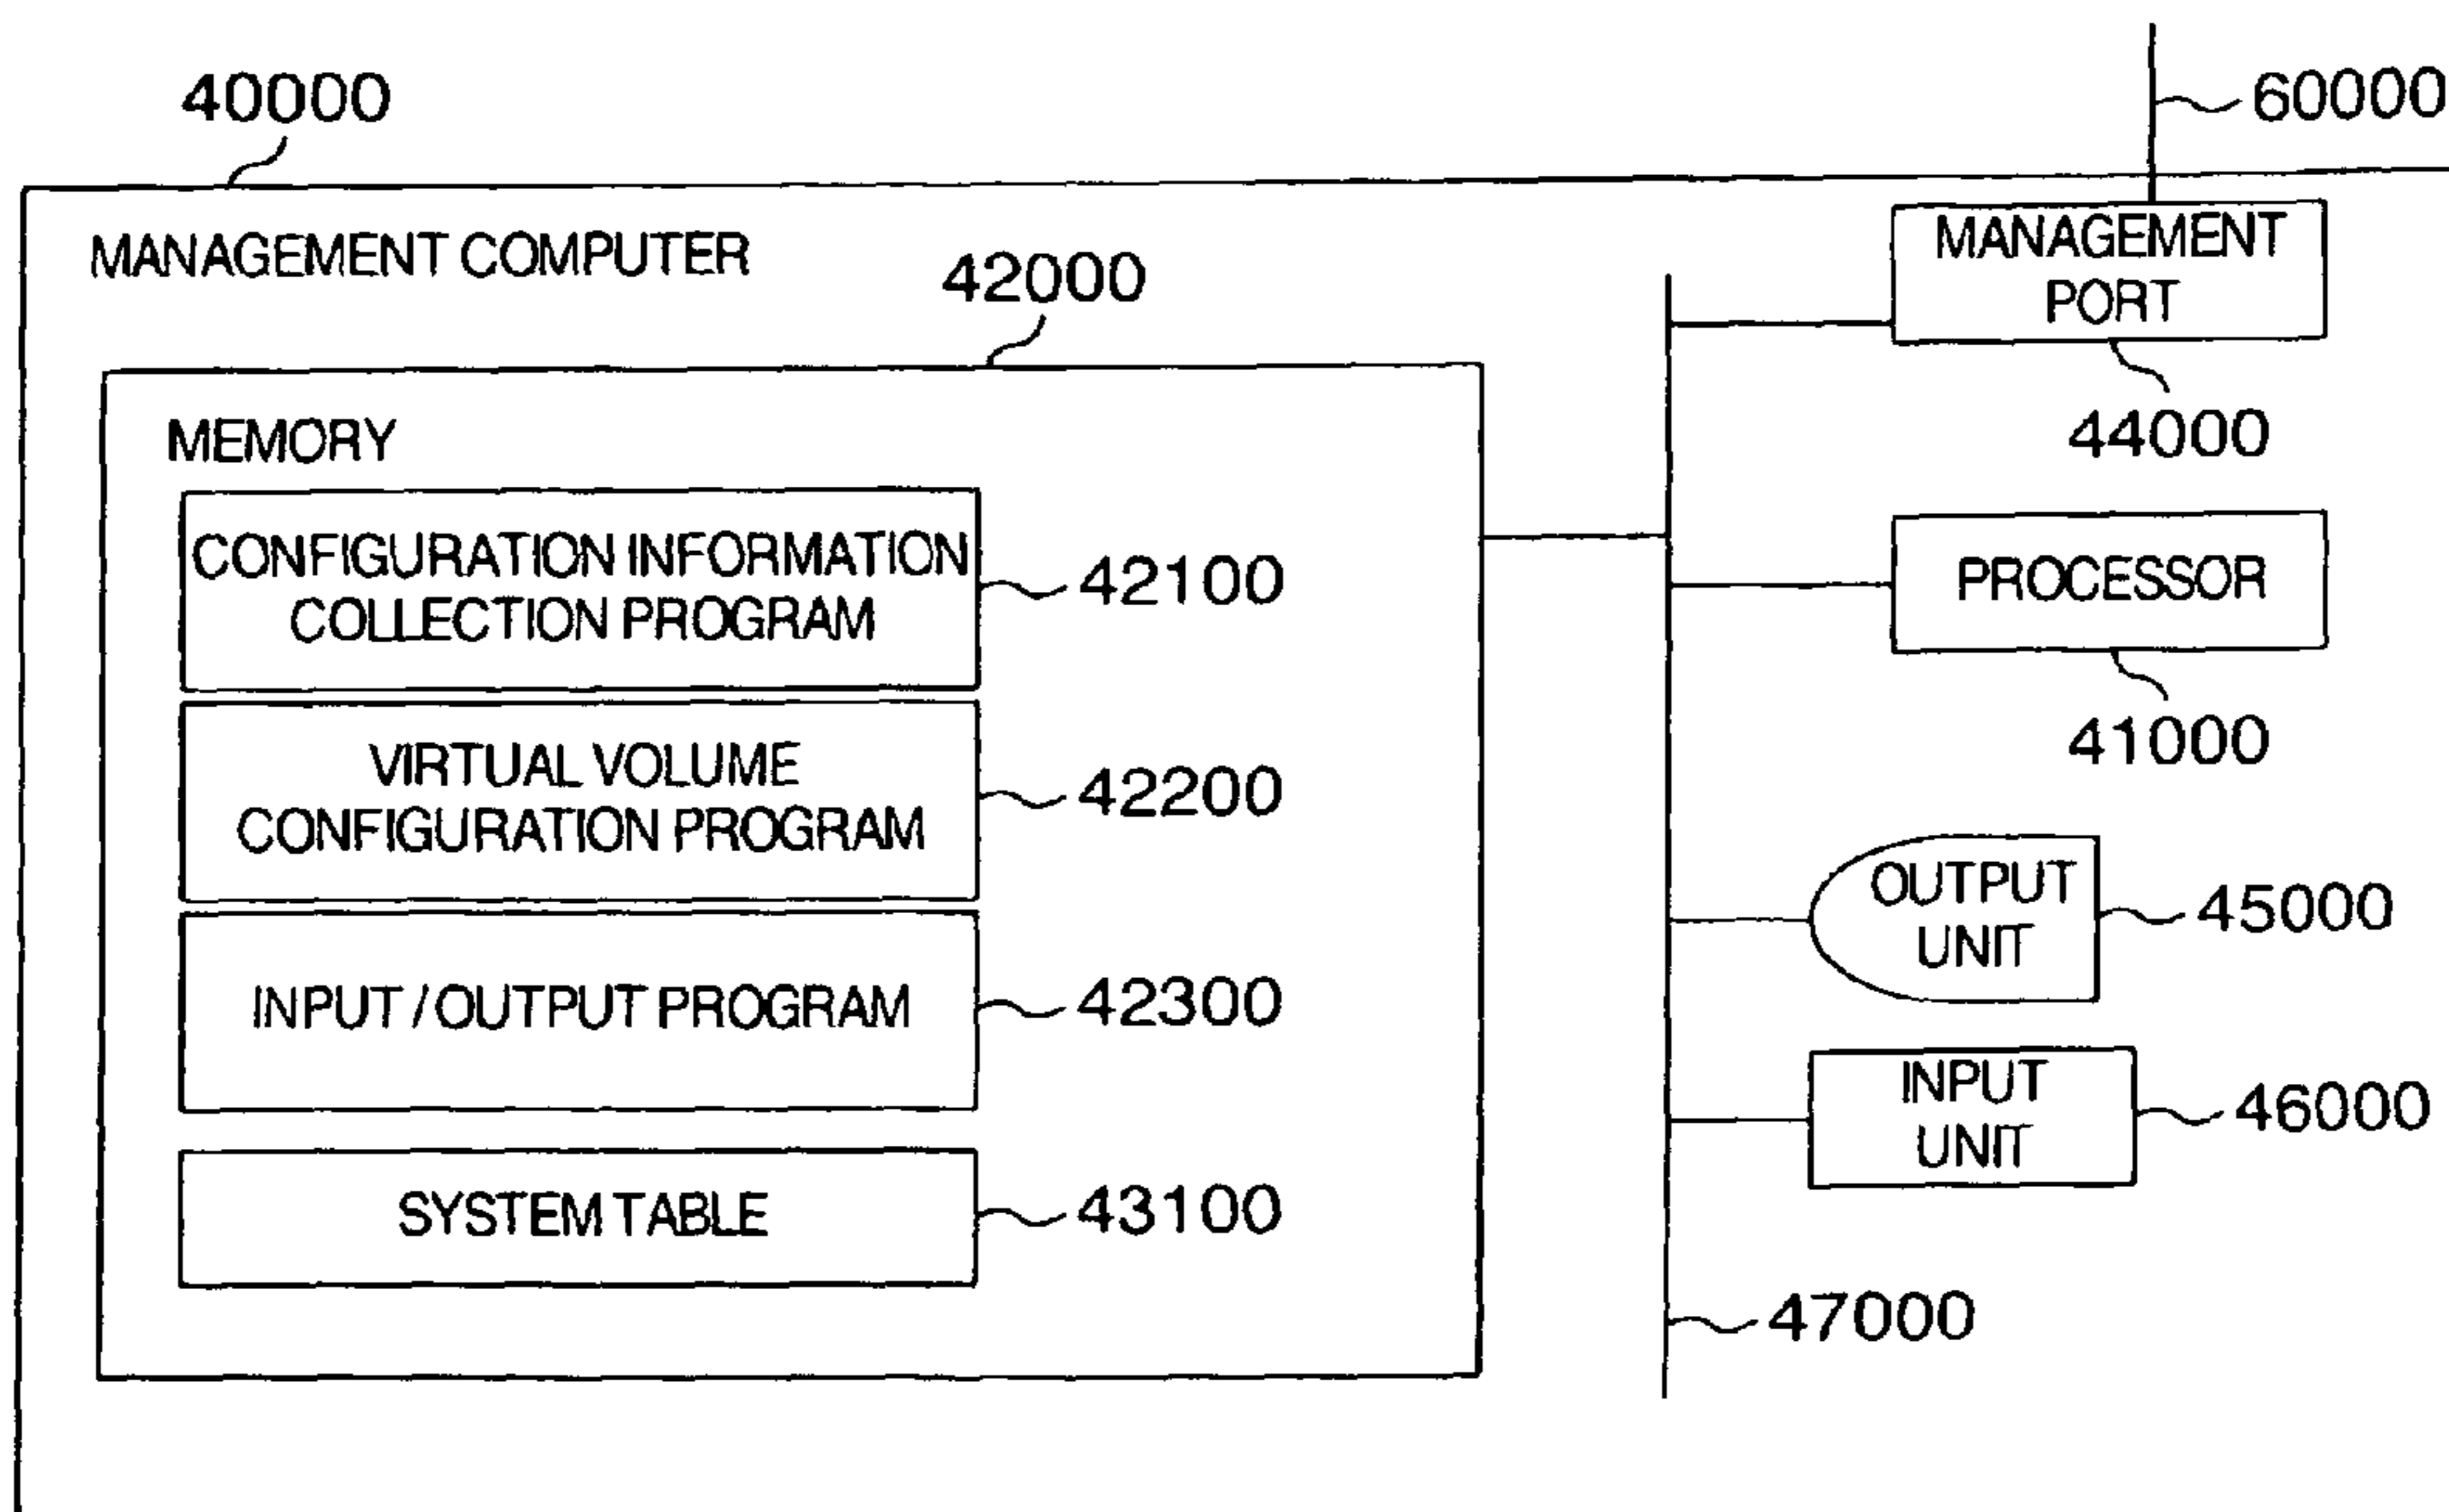 40000
60000
MANAGEMENT COMPUTER
42000
MANAGEMENT
PORT
44000
MEMORY
CONFIGURATION INFORMATION
COLLECTION PROGRAM
42100
PROCESSOR
41000
VIRTUAL VOLUME
CONFIGURATION PROGRAM
42200
OUTPUT
UNIT
45000
INPUT / OUTPUT PROGRAM
42300
INPUT
UNIT
46000
SYSTEM TABLE
43100
47000